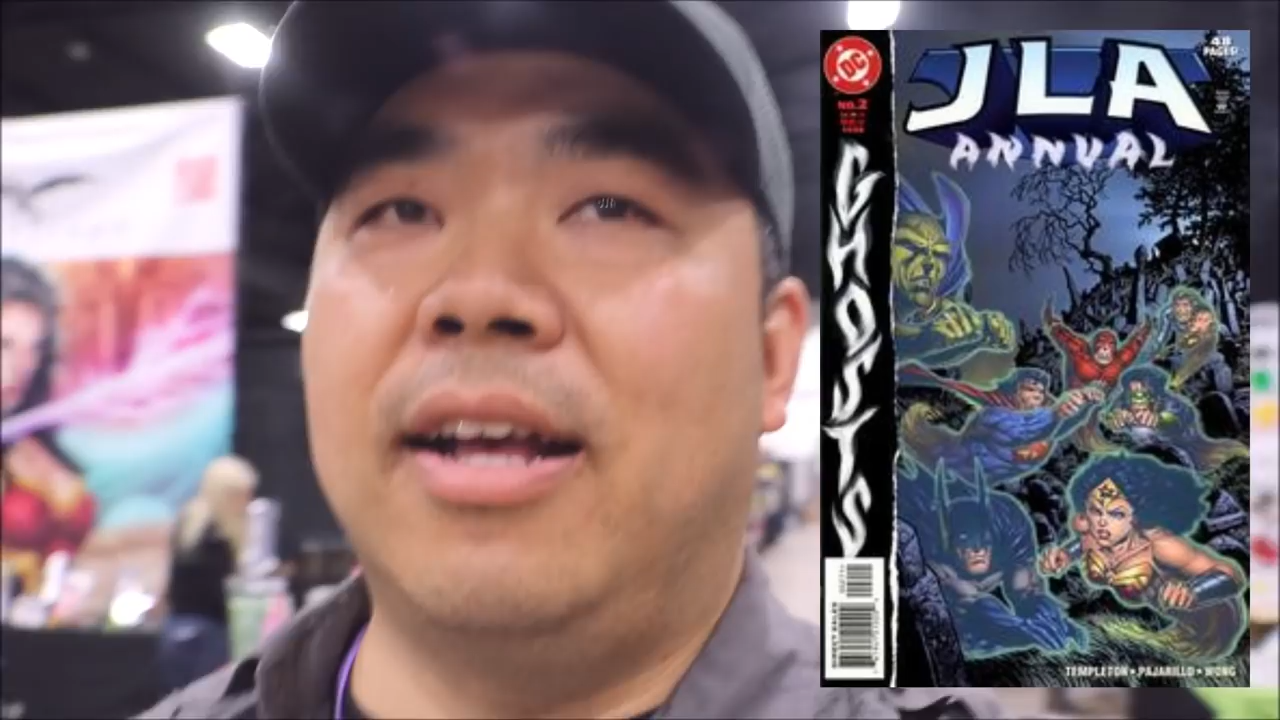 DC
NO.2
GHOSTS
JLA
ANNUAL
48
PAGES!
DIRECT SALES
TEMPLETON • PAJARILLO • WONG